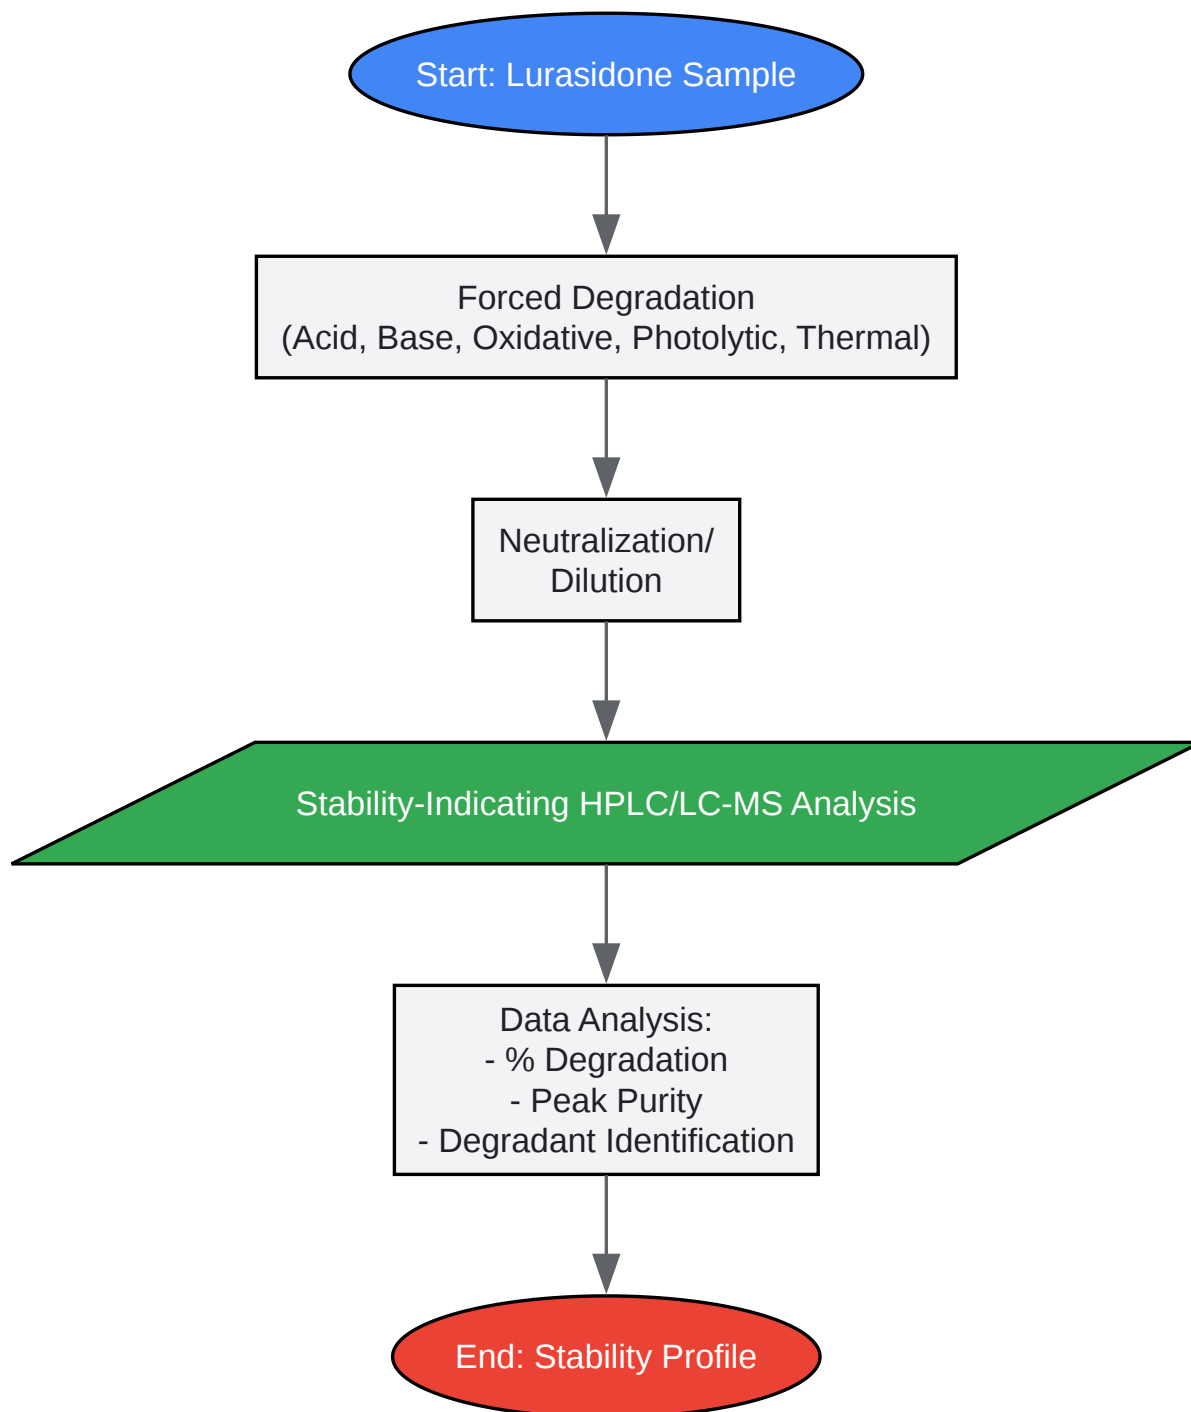 Start: Lurasidone Sample
Forced Degradation
(Acid, Base, Oxidative, Photolytic, Thermal)
Neutralization/
Dilution
Stability-Indicating HPLC/LC-MS Analysis
Data Analysis:
- % Degradation
- Peak Purity
- Degradant Identification
End: Stability Profile